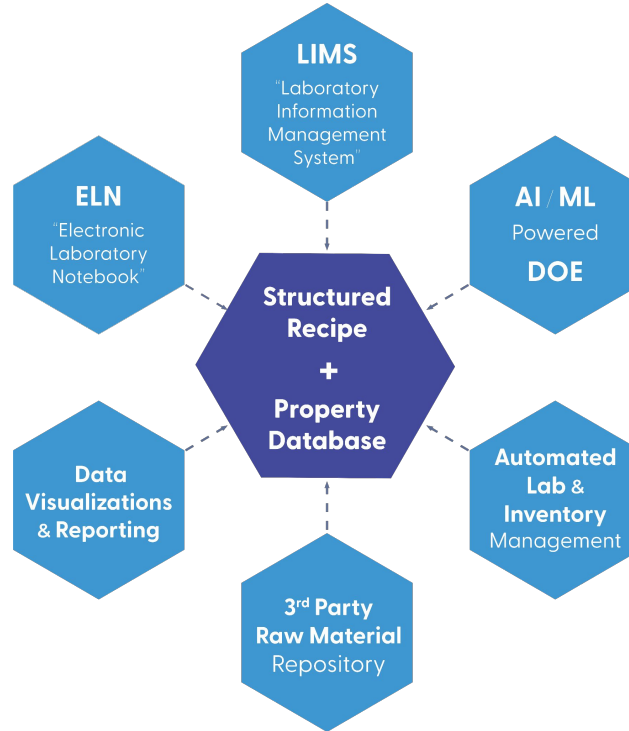 LIMS
“Laboratory
Information
Management
System”
ELN
“Electronic
Laboratory
Notebook”
AI / ML
Powered
DOE
Structured
Recipe
+
Property
Database
Data
Visualizations
& Reporting
Automated
Lab &
Inventory
Management
3rd Party
Raw Material
Repository